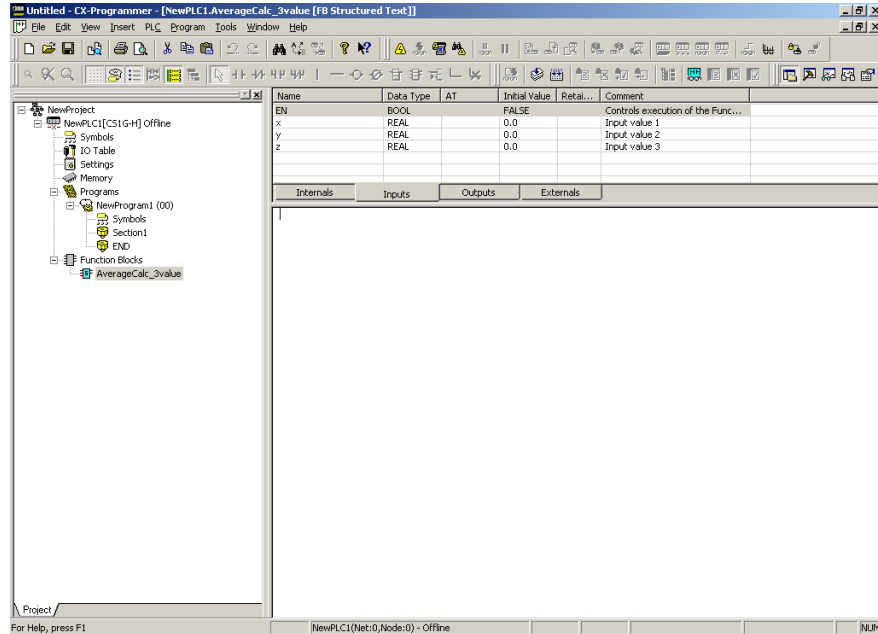 Untitled - CX-Programmer - [NewPLC1.AverageCalc_3value [FB Structured Text]]
File Edit View Insert PLC Program Tools Window Help
Name Data Type AT Initial Value Retai... Comment
EN BOOL FALSE Controls execution of the Func...
x REAL 0.0 Input value 1
y REAL 0.0 Input value 2
z REAL 0.0 Input value 3
Internals Inputs Outputs Externals
NewProject
NewPLC1[CS1G-H] Offline
Symbols
IO Table
Settings
Memory
Programs
NewProgram1 (00)
Symbols
Section1
END
Function Blocks
AverageCalc_3value
Project
For Help, press F1 NewPLC1(Net:0,Node:0) - Offline NUM